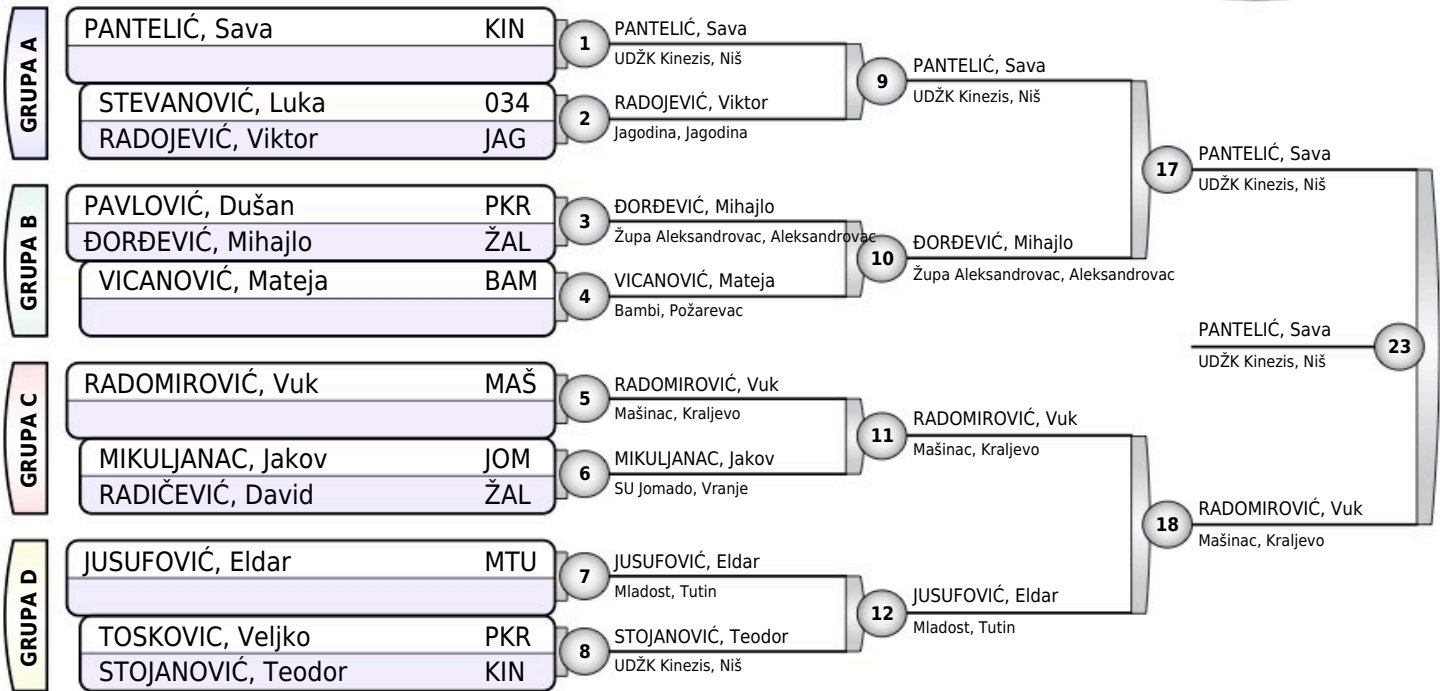 GRUPA A
PANTELIĆ, Sava KIN
STEVANOVIĆ, Luka 034
RADOJEVIĆ, Viktor JAG
1
PANTELIĆ, Sava
UDŽK Kinezis, Niš
2
RADOJEVIĆ, Viktor
Jagodina, Jagodina
9
PANTELIĆ, Sava
UDŽK Kinezis, Niš
GRUPA B
PAVLOVIĆ, Dušan PKR
ĐORĐEVIĆ, Mihajlo ŽAL
VICANOVIĆ, Mateja BAM
3
ĐORĐEVIĆ, Mihajlo
Župa Aleksandrovac, Aleksandrovac
4
VICANOVIĆ, Mateja
Bambi, Požarevac
10
ĐORĐEVIĆ, Mihajlo
Župa Aleksandrovac, Aleksandrovac
17
PANTELIĆ, Sava
UDŽK Kinezis, Niš
GRUPA C
RADOMIROVIĆ, Vuk MAŠ
MIKULJANAC, Jakov JOM
RADIČEVIĆ, David ŽAL
5
RADOMIROVIĆ, Vuk
Mašinac, Kraljevo
6
MIKULJANAC, Jakov
SU Jomado, Vranje
11
RADOMIROVIĆ, Vuk
Mašinac, Kraljevo
GRUPA D
JUSUFOVIĆ, Eldar MTU
TOSKOVIC, Veljko PKR
STOJANOVIĆ, Teodor KIN
7
JUSUFOVIĆ, Eldar
Mladost, Tutin
8
STOJANOVIĆ, Teodor
UDŽK Kinezis, Niš
12
JUSUFOVIĆ, Eldar
Mladost, Tutin
18
RADOMIROVIĆ, Vuk
Mašinac, Kraljevo
PANTELIĆ, Sava
UDŽK Kinezis, Niš
23